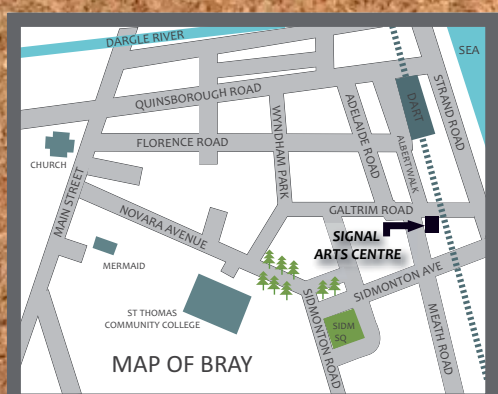 DARGLE RIVER
SEA
QUINSBOROUGH ROAD
DART
STRAND ROAD
WYNDHAM PARK
ADELAIDE ROAD
ALBERT WALK
FLORENCE ROAD
CHURCH
MAIN STREET
NOVARA AVENUE
GALTRIM ROAD
SIGNAL
ARTS CENTRE
MERMAID
SIDMONTON AVE
ST THOMAS
COMMUNITY COLLEGE
SIDM
SQ
SIDMONTON ROAD
MEATH ROAD
MAP OF BRAY